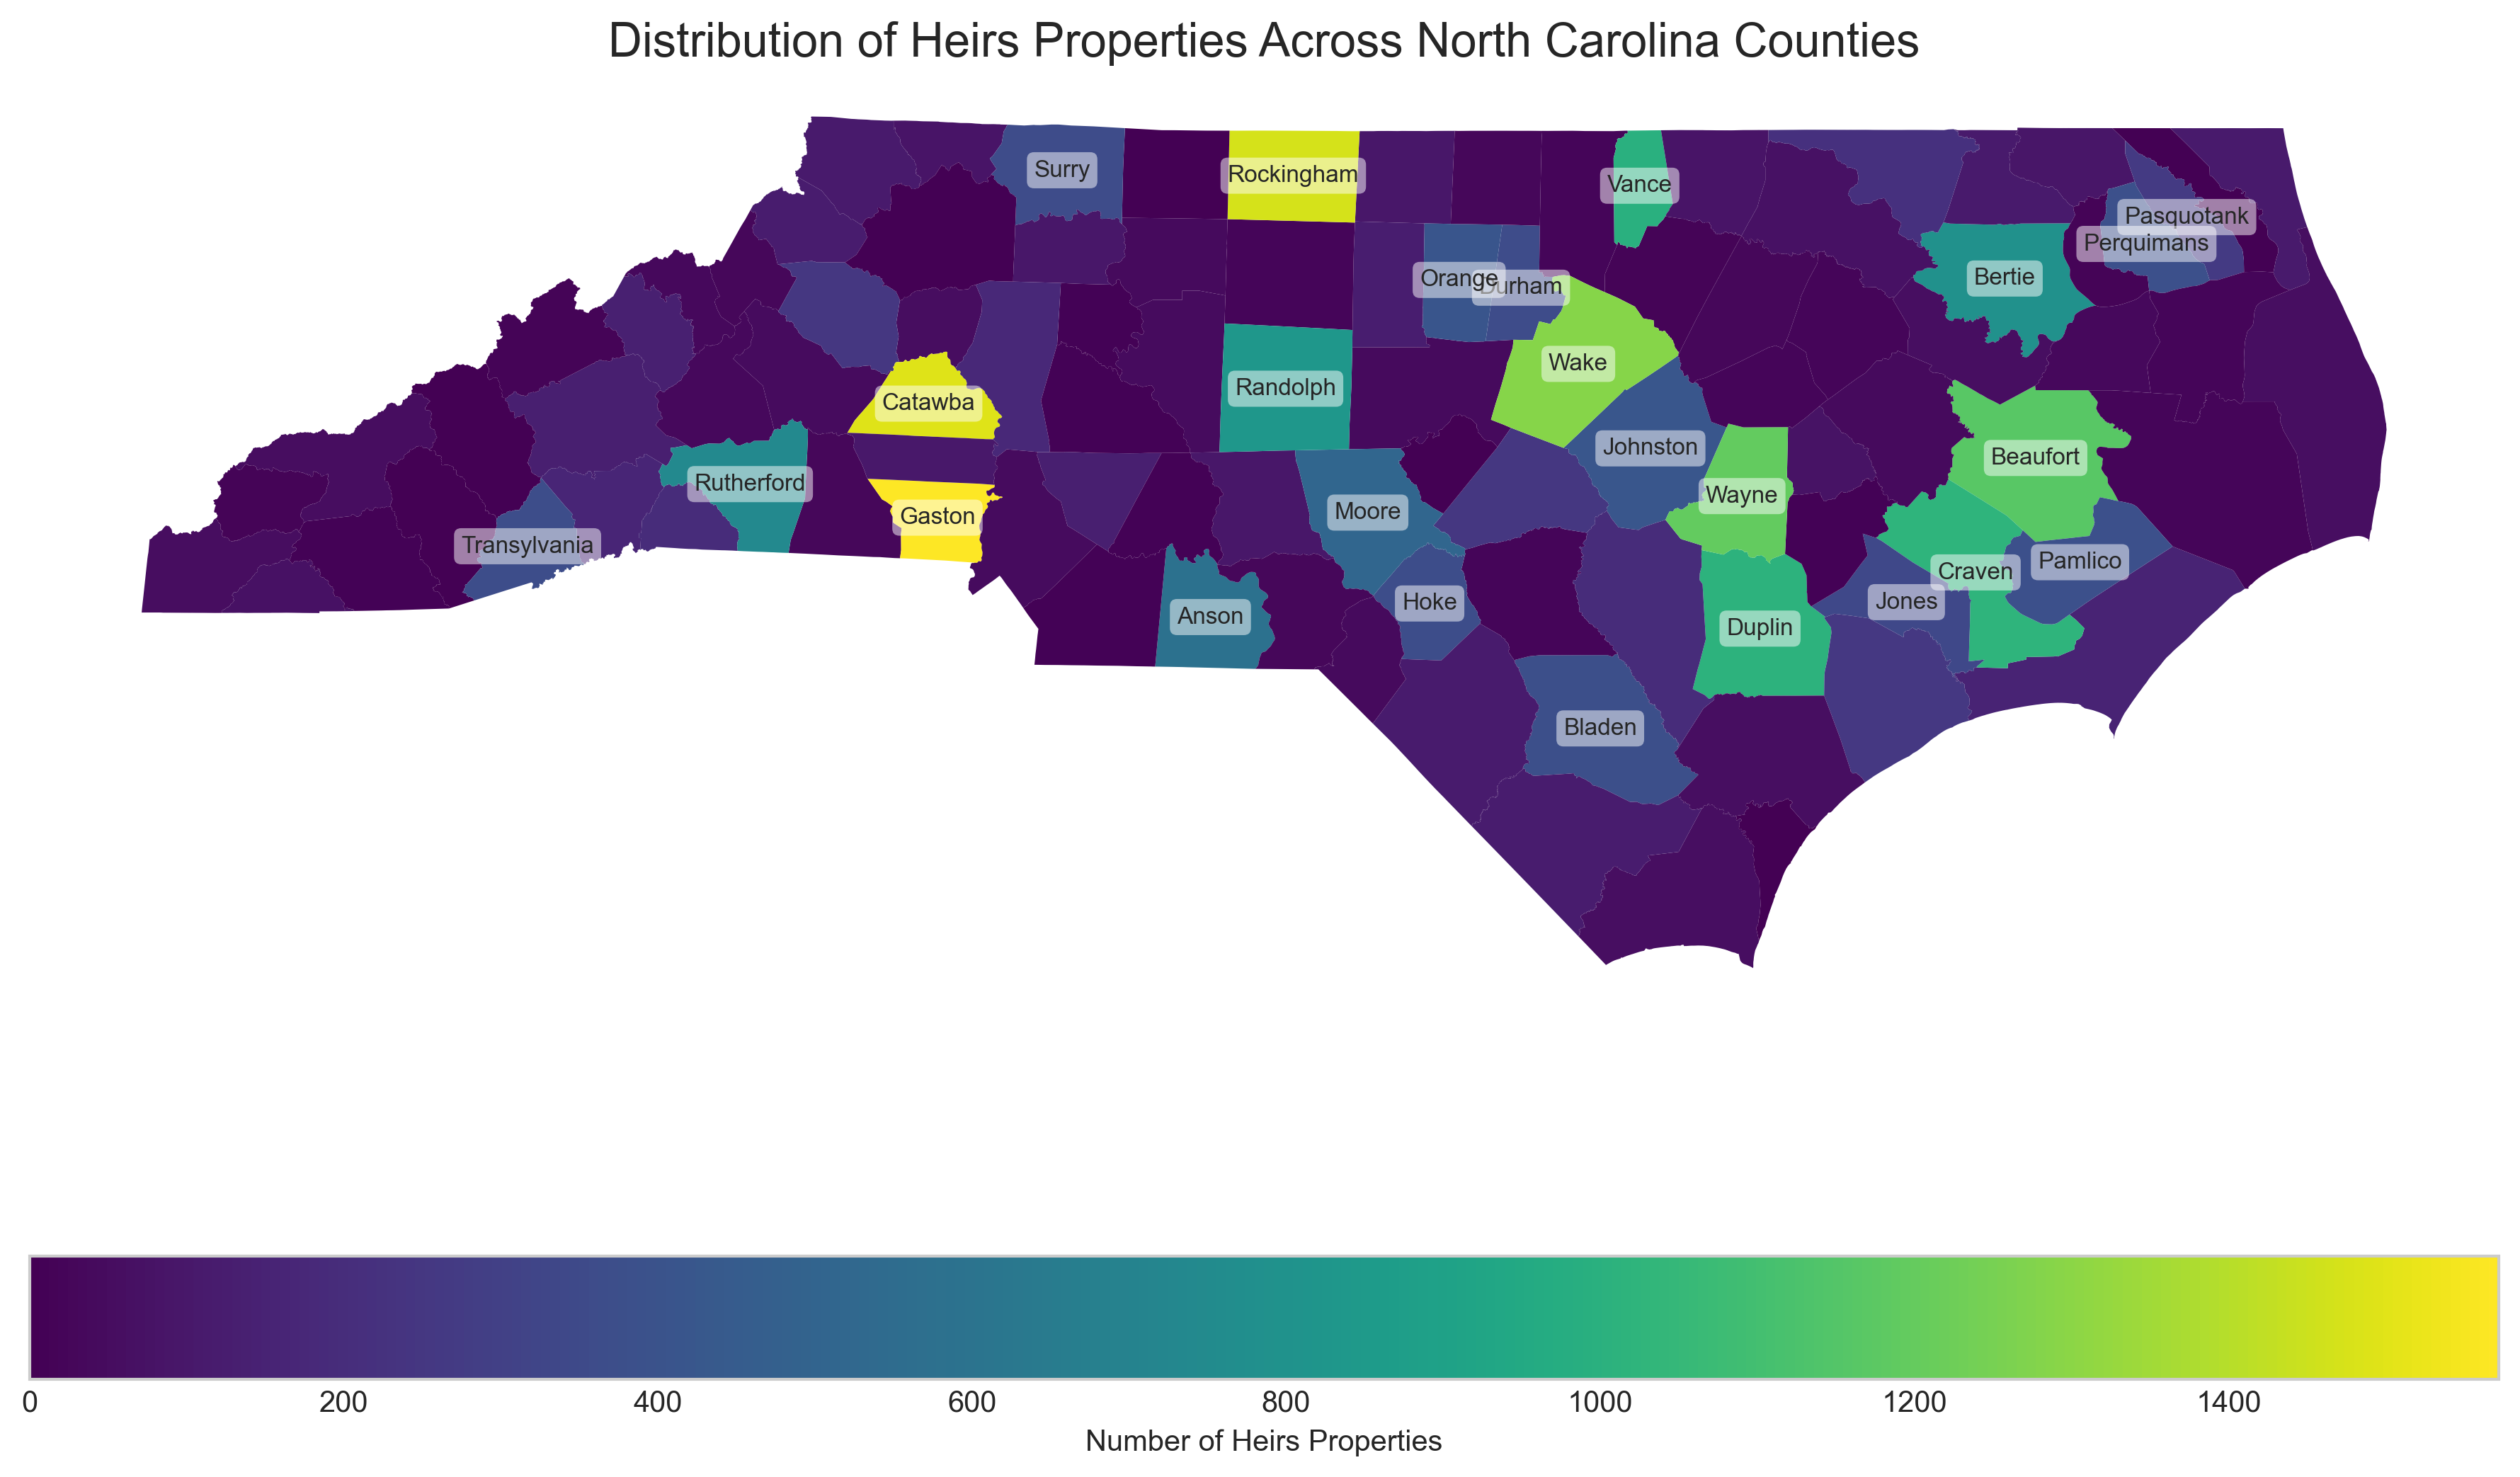 Distribution of Heirs Properties Across North Carolina Counties
Surry
Rockingham
Vance
Pasquotank
Perquimans
Orange
Durham
Bertie
Wake
Randolph
Catawba
Johnston
Beaufort
Rutherford
Wayne
Moore
Gaston
Transylvania
Pamlico
Craven
Hoke
Jones
Anson
Duplin
Bladen
0 200 400 600 800 1000 1200 1400
Number of Heirs Properties